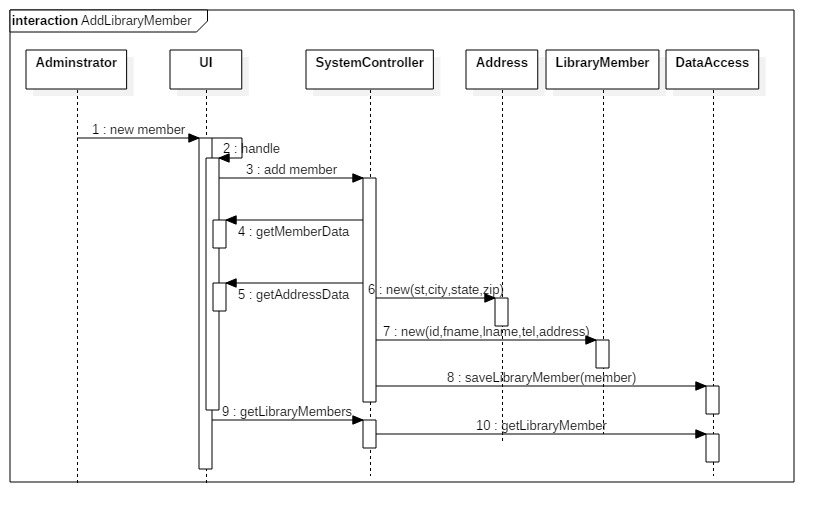 interaction AddLibraryMember
Adminstrator
UI
SystemController
Address
LibraryMember
DataAccess
1 : new member
2 : handle
3 : add member
4 : getMemberData
5 : getAddressData
6 : new(st,city,state,zip)
7 : new(id,fname,lname,tel,address)
8 : saveLibraryMember(member)
9 : getLibraryMembers
10 : getLibraryMember